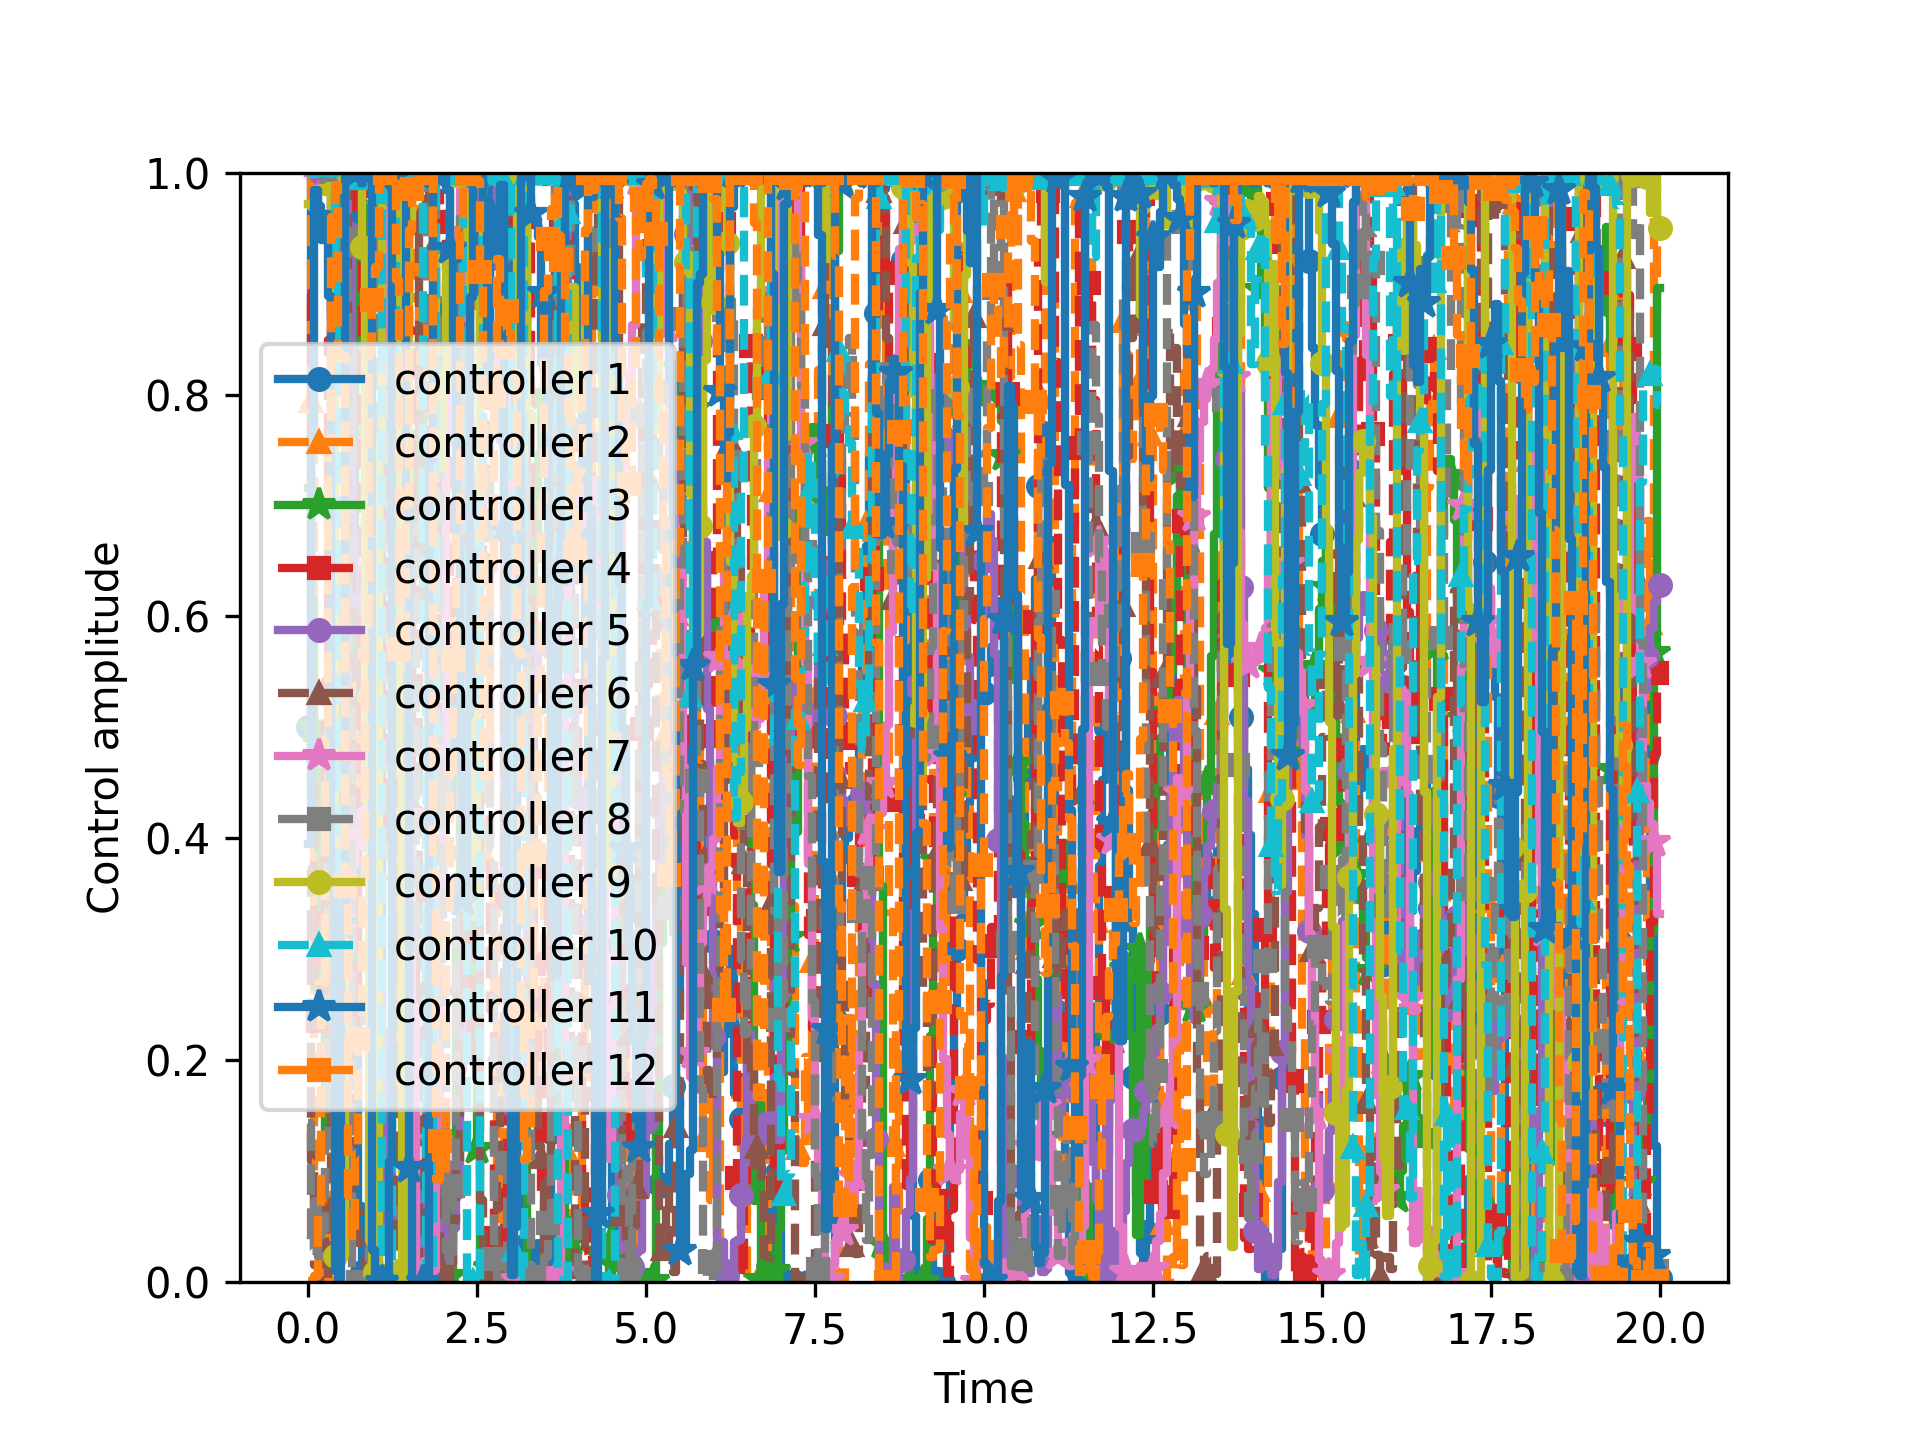 1.0
0.8
0.6
0.4
0.2
0.0
Control amplitude
controller 1
controller 2
controller 3
controller 4
controller 5
controller 6
controller 7
controller 8
controller 9
controller 10
controller 11
controller 12
0.0 2.5 5.0 7.5 10.0 12.5 15.0 17.5 20.0
Time